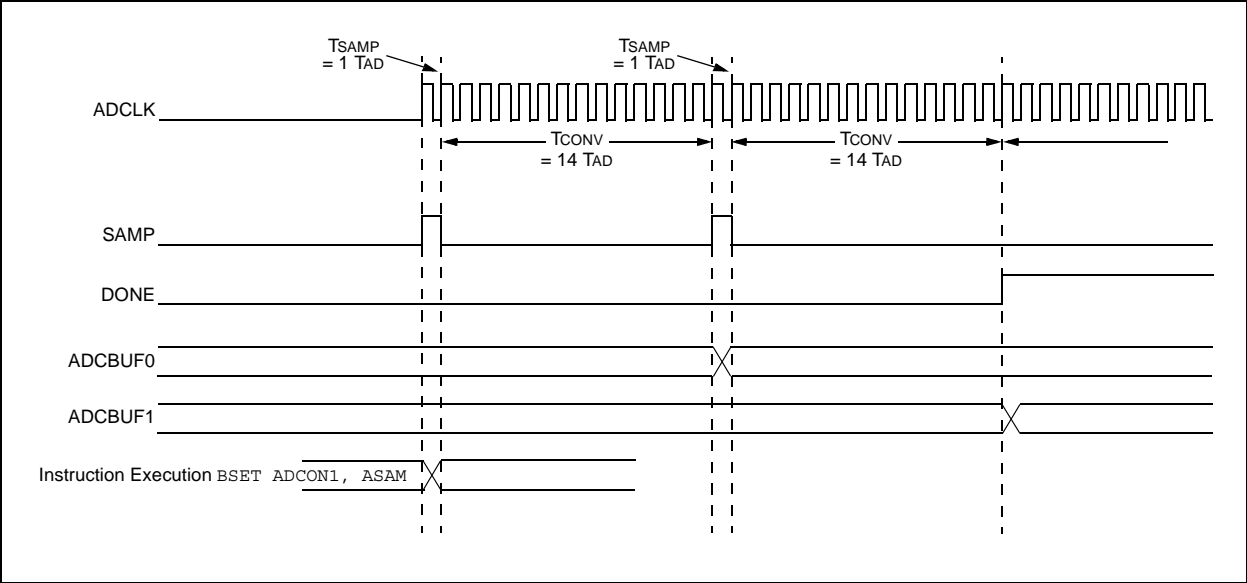 TSAMP
= 1 TAD
TSAMP
= 1 TAD
ADCLK
TCONV
= 14 TAD
TCONV
= 14 TAD
SAMP
DONE
ADCBUF0
ADCBUF1
Instruction Execution BSET ADCON1, ASAM